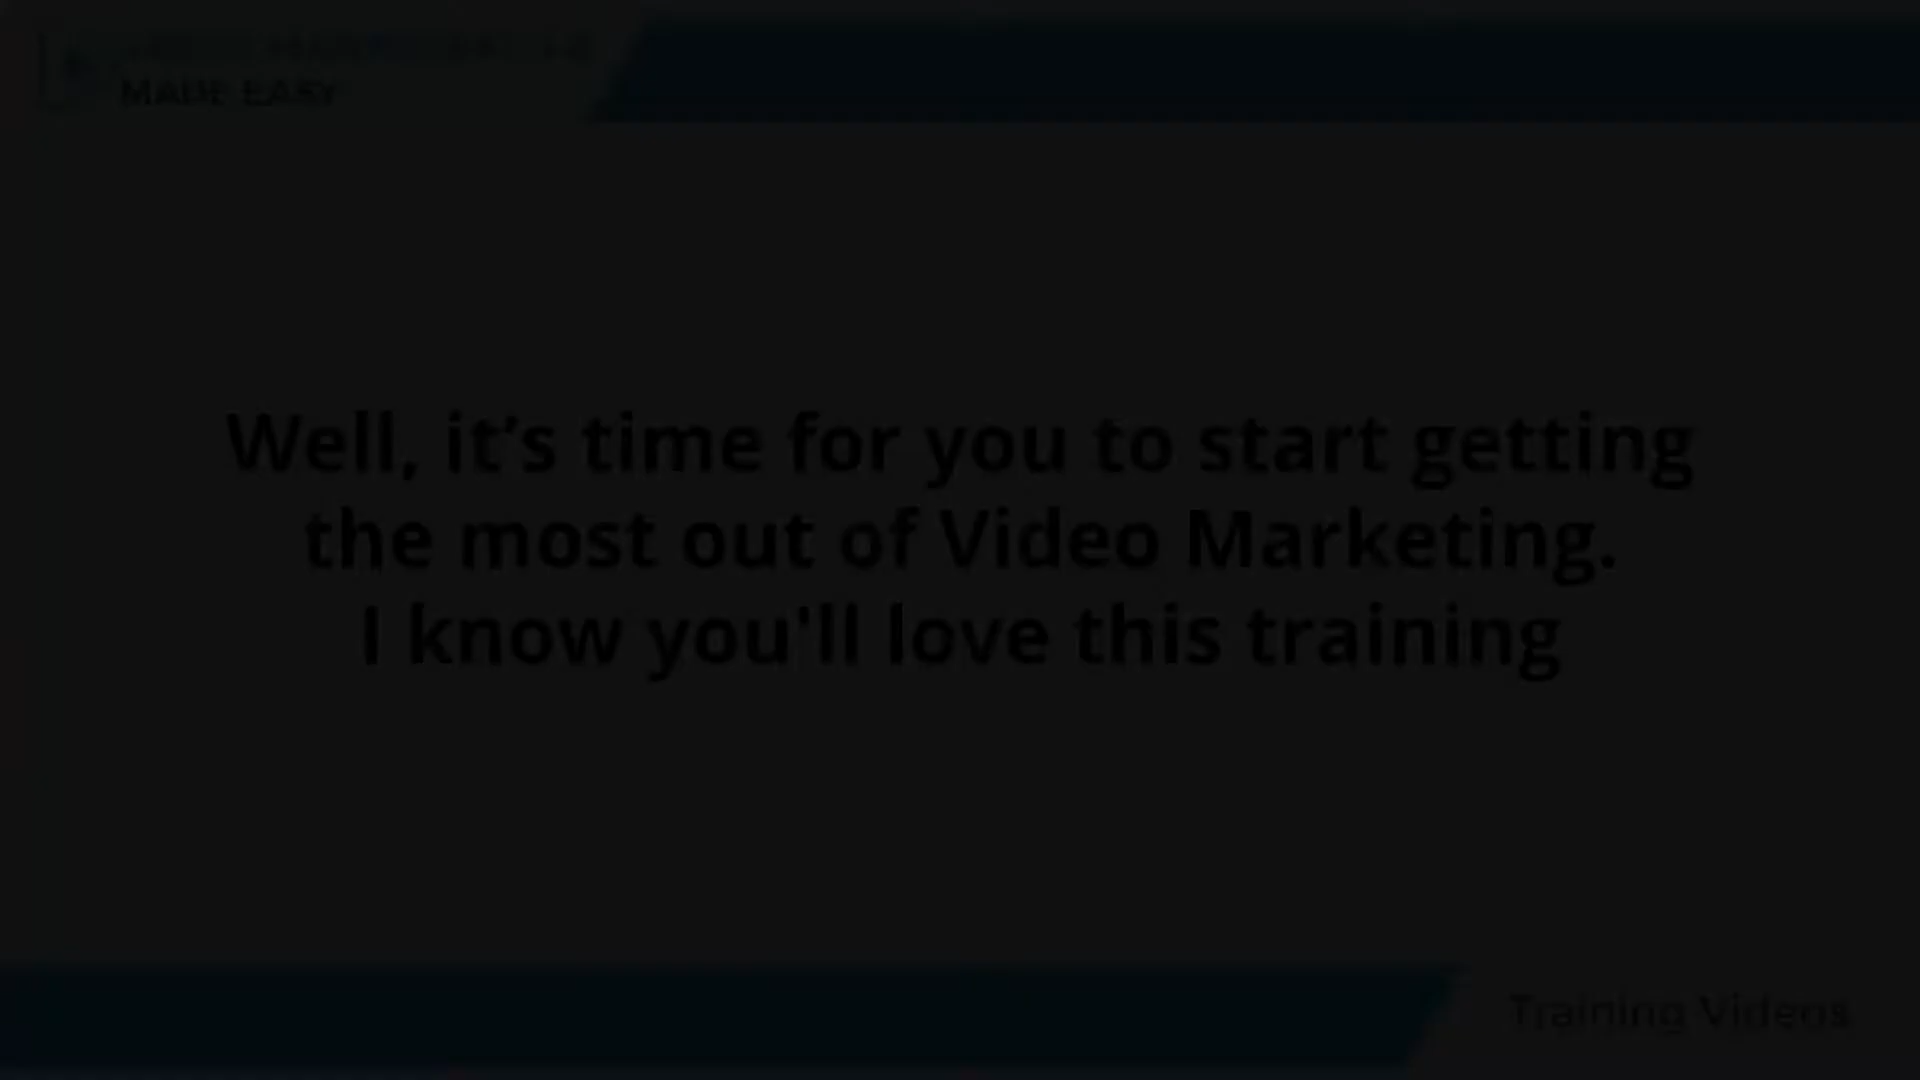 MADE EASY
Well, it’s time for you to start getting
the most out of Video Marketing.
I know you'll love this training
Training Videos